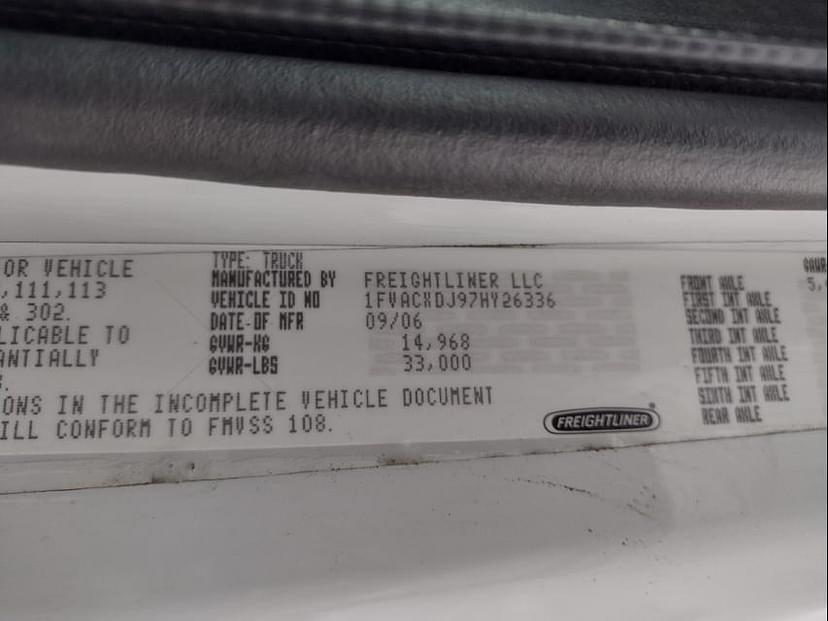 OR VEHICLE
,111,113
& 302.
LICABLE TO
ANTIALLY
S.
ONS IN THE INCOMPLETE VEHICLE DOCUMENT
ILL CONFORM TO FMVSS 108.
TYPE: TRUCK
MANUFACTURED BY FREIGHTLINER LLC
VEHICLE ID NO 1FVACXDJ97HY26336
DATE OF MFR 09/06
GVWR-KG 14,968
GVWR-LBS 33,000
FREIGHTLINER
GAWR
FRONT AXLE 5,
FIRST INT AXLE
SECOND INT AXLE
THIRD INT AXLE
FOURTH INT AXLE
FIFTH INT AXLE
SIXTH INT AXLE
REAR AXLE